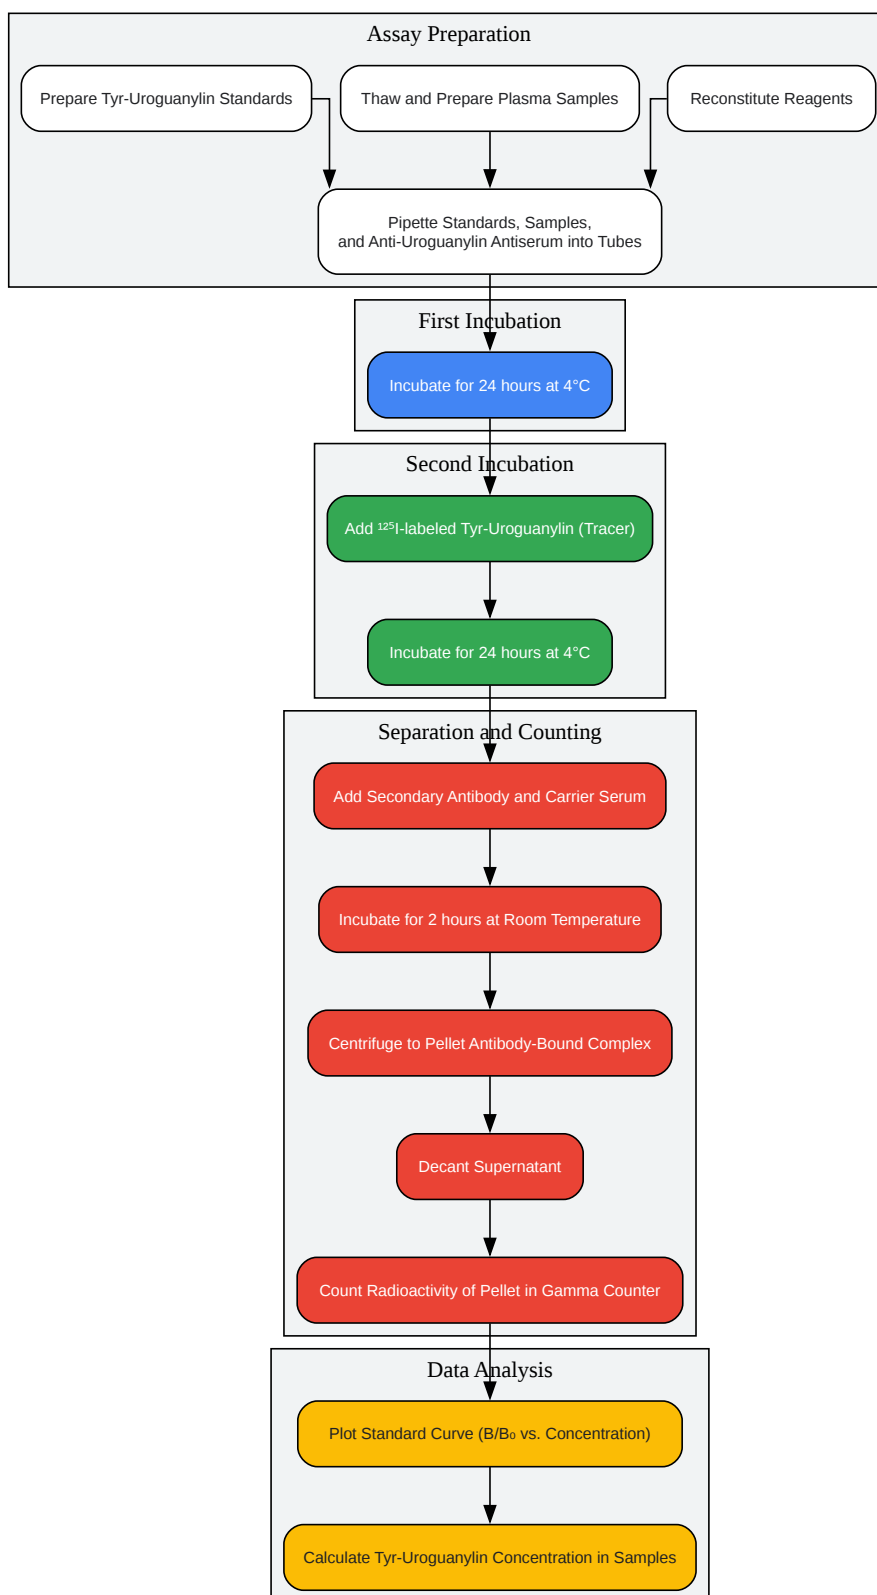 Assay Preparation
Prepare Tyr-Uroguanylin Standards
Thaw and Prepare Plasma Samples
Reconstitute Reagents
Pipette Standards, Samples,
and Anti-Uroguanylin Antiserum into Tubes
First Incubation
Incubate for 24 hours at 4°C
Second Incubation
Add ¹²⁵I-labeled Tyr-Uroguanylin (Tracer)
Incubate for 24 hours at 4°C
Separation and Counting
Add Secondary Antibody and Carrier Serum
Incubate for 2 hours at Room Temperature
Centrifuge to Pellet Antibody-Bound Complex
Decant Supernatant
Count Radioactivity of Pellet in Gamma Counter
Data Analysis
Plot Standard Curve (B/B₀ vs. Concentration)
Calculate Tyr-Uroguanylin Concentration in Samples